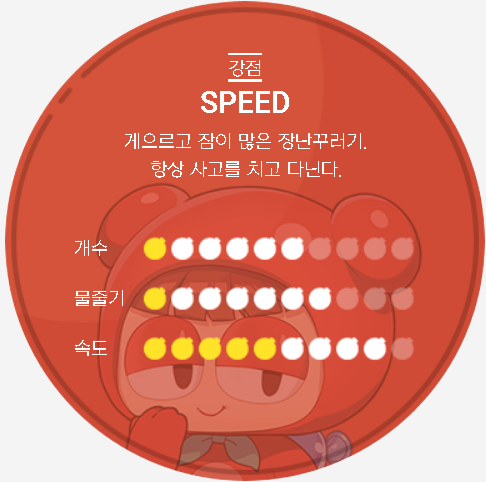 강점
SPEED
게으르고 잠이 많은 장난꾸러기.
항상 사고를 치고 다닌다.
개수
물줄기
속도